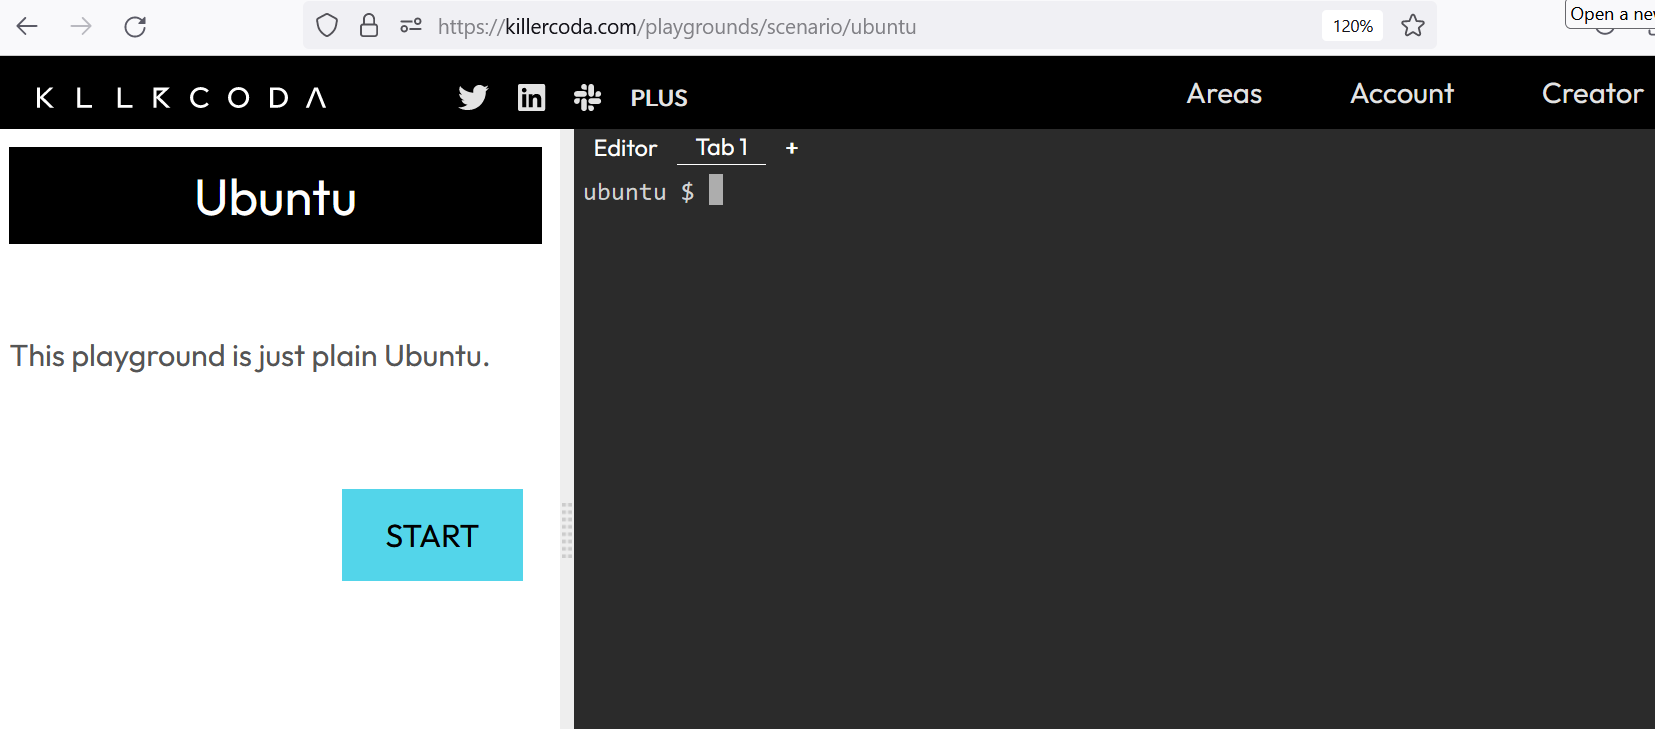 https://killercoda.com/playgrounds/scenario/ubuntu
120%
Open a ne
KLLRCODA
PLUS
Areas
Account
Creator
Editor
Tab 1
+
ubuntu $
Ubuntu
This playground is just plain Ubuntu.
START